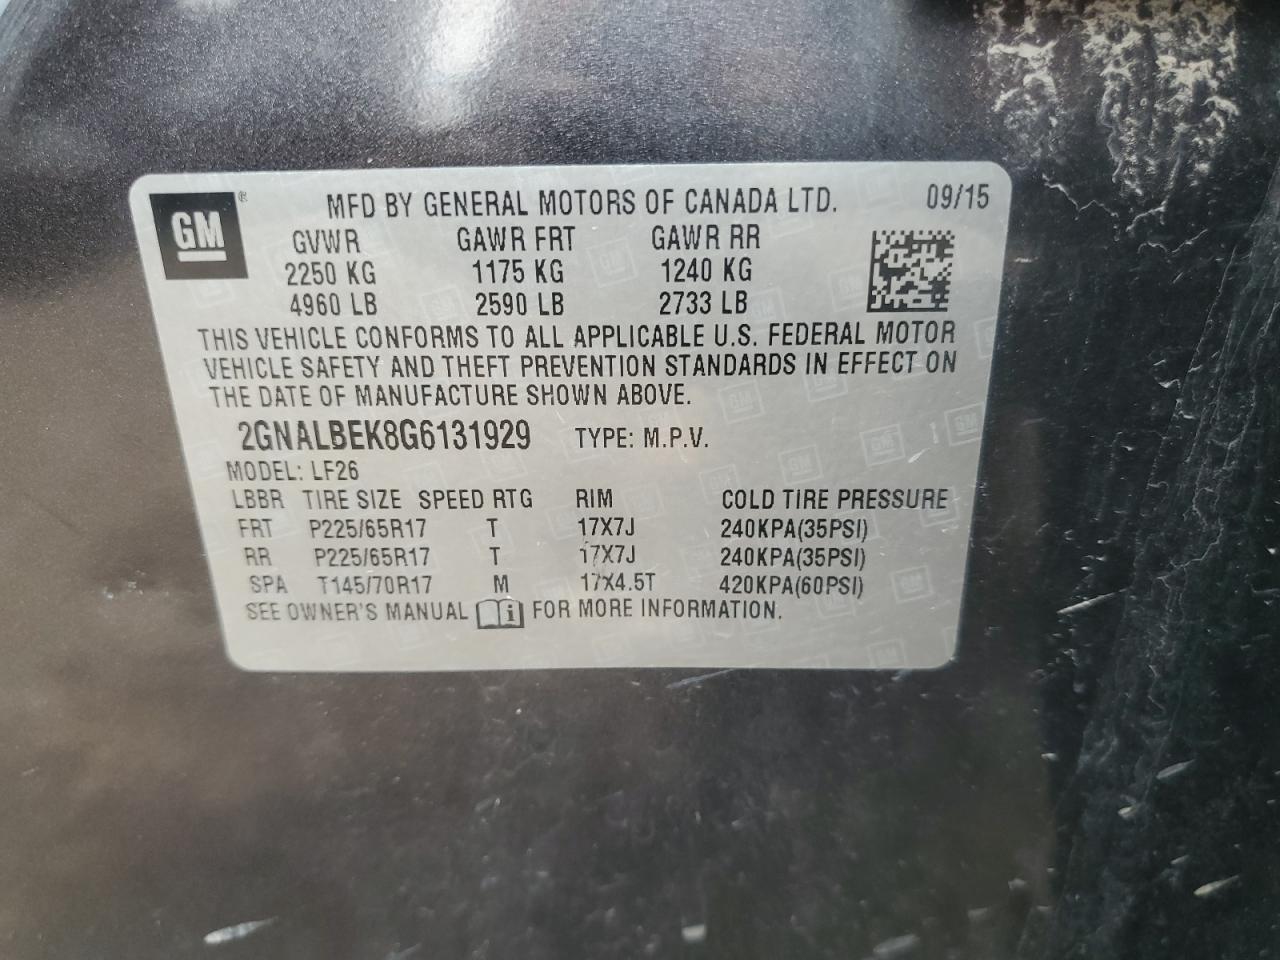 GM ® MFD BY GENERAL MOTORS OF CANADA LTD. 09/15
GVWR GAWR FRT GAWR RR
2250 KG 1175 KG 1240 KG
4960 LB 2590 LB 2733 LB
THIS VEHICLE CONFORMS TO ALL APPLICABLE U.S. FEDERAL MOTOR
VEHICLE SAFETY AND THEFT PREVENTION STANDARDS IN EFFECT ON
THE DATE OF MANUFACTURE SHOWN ABOVE.
2GNALBEK8G6131929 TYPE: M.P.V.
MODEL: LF26
LBBR TIRE SIZE SPEED RTG RIM COLD TIRE PRESSURE
FRT P225/65R17 T 17X7J 240KPA(35PSI)
RR P225/65R17 T 17X7J 240KPA(35PSI)
SPA T145/70R17 M 17X4.5T 420KPA(60PSI)
SEE OWNER'S MANUAL i FOR MORE INFORMATION.